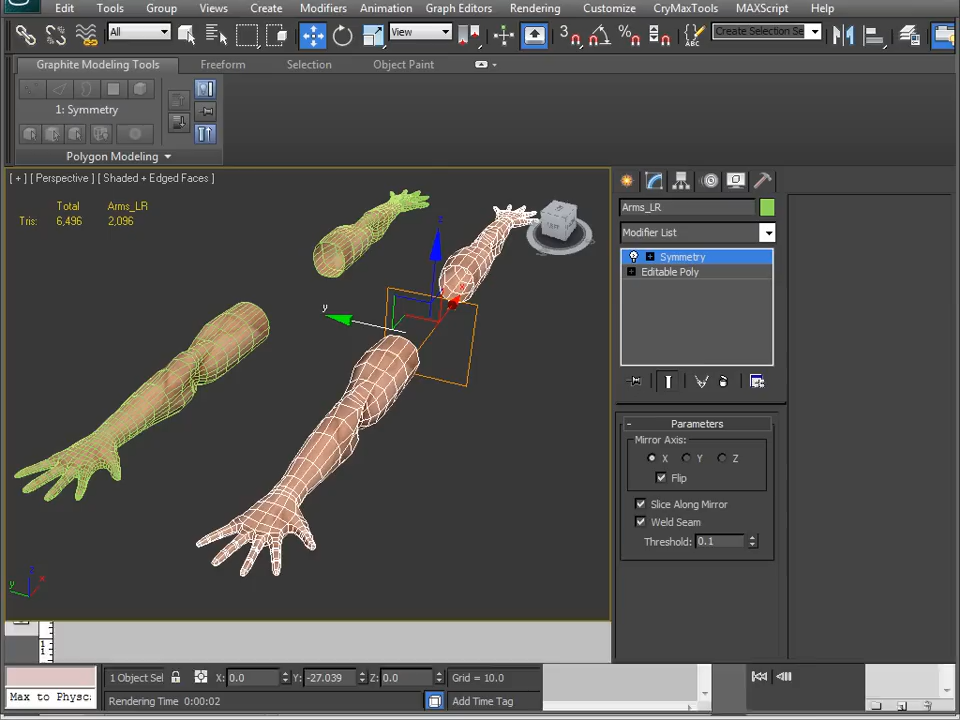 Edit Tools Group Views Create Modifiers Animation Graph Editors Rendering Customize CryMaxTools MAXScript Help
All View 3 Create Selection Se
Graphite Modeling Tools Freeform Selection Object Paint
1: Symmetry
Polygon Modeling
[ + ] [ Perspective ] [ Shaded + Edged Faces ]
Total Arms_LR
Tris: 6,496 2,096
z
y
Arms_LR
Modifier List
Symmetry
Editable Poly
- Parameters
Mirror Axis:
X Y Z
Flip
Slice Along Mirror
Weld Seam
Threshold: 0.1
z
y x
1 Object Sel X: 0.0 Y: -27.039 Z: 0.0 Grid = 10.0
Max to Physc:
Rendering Time 0:00:02 Add Time Tag